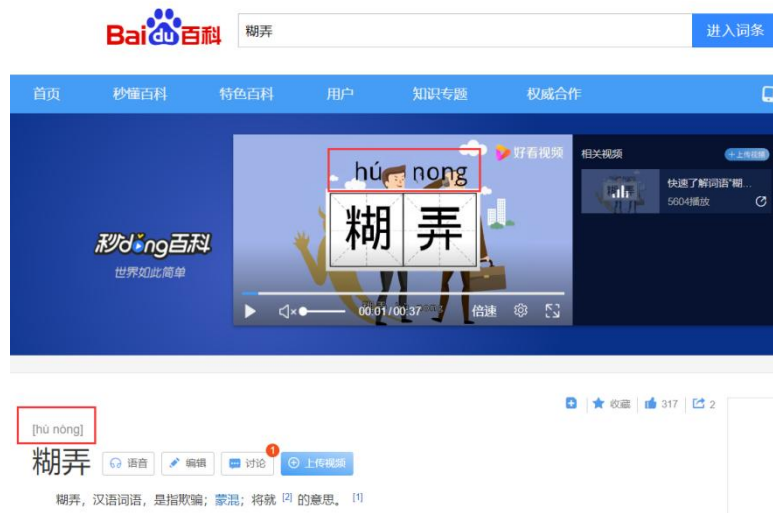 Baidu百科
糊弄
进入词条
首页 秒懂百科 特色百科 用户 知识专题 权威合作
好看视频
hú nong
糊弄
秒dǒng百科
世界如此简单
00:01/00:37
倍速
相关视频
+上传视频
快速了解词语"糊...
5604播放
收藏 317 2
[hù nòng]
糊弄 语音 编辑 讨论 1 上传视频
糊弄，汉语词语，是指欺骗；蒙混；将就 [2] 的意思。 [1]